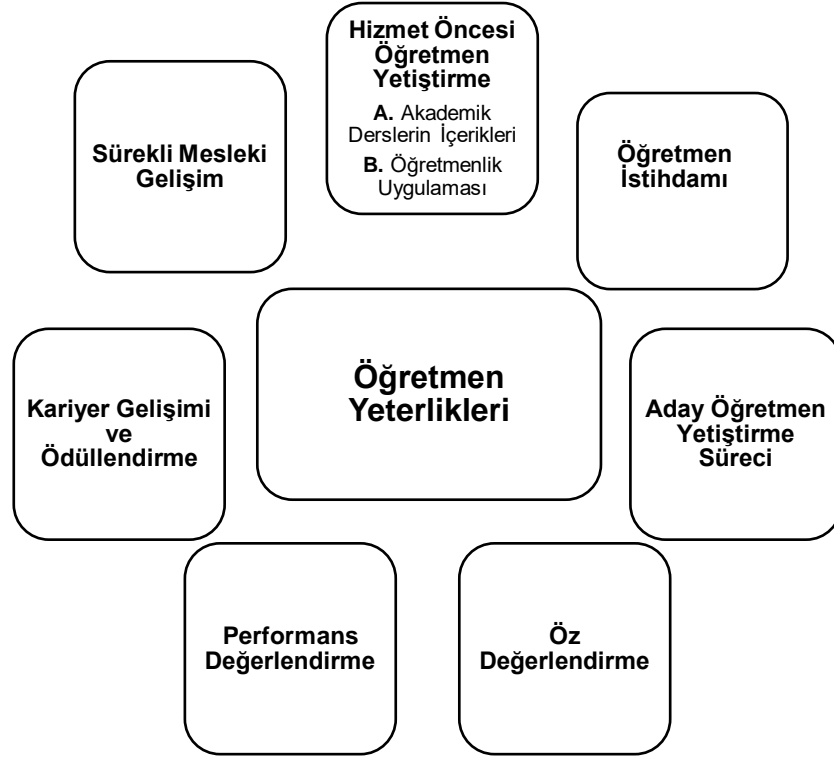 Hizmet Öncesi
Öğretmen
Yetiştirme
A. Akademik
Derslerin İçerikleri
B. Öğretmenlik
Uygulaması
Öğretmen
İstihdamı
Aday Öğretmen
Yetiştirme
Süreci
Öz
Değerlendirme
Performans
Değerlendirme
Kariyer Gelişimi
ve
Ödüllendirme
Sürekli Mesleki
Gelişim
Öğretmen
Yeterlikleri